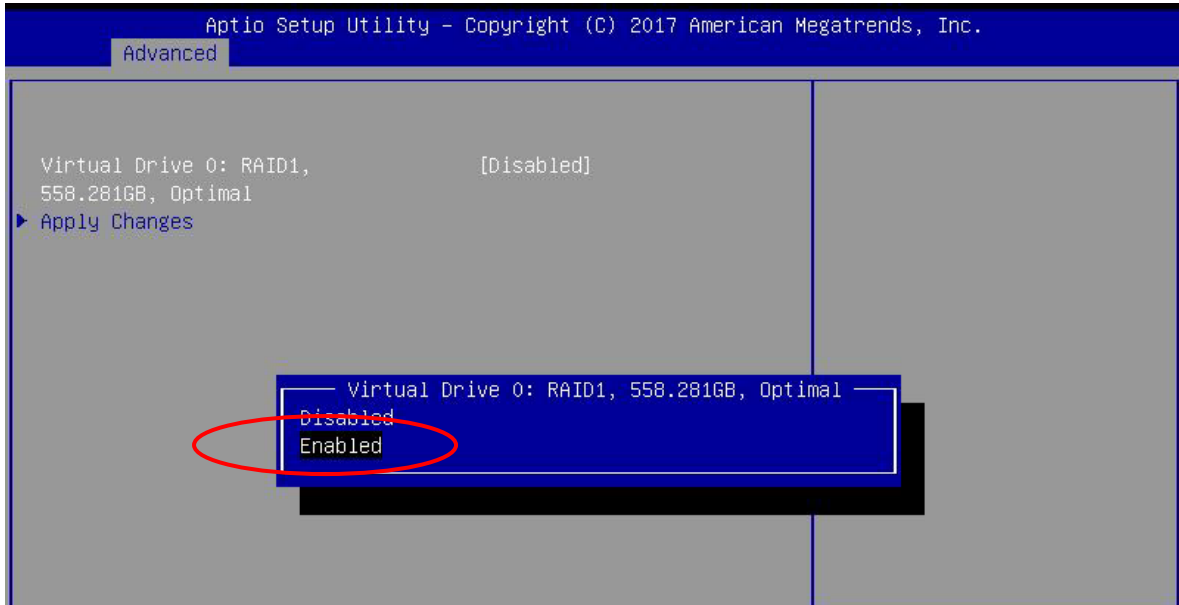 Aptio Setup Utility – Copyright (C) 2017 American Megatrends, Inc.
Advanced
Virtual Drive 0: RAID1, [Disabled]
558.281GB, Optimal
Apply Changes
Virtual Drive 0: RAID1, 558.281GB, Optimal
Disabled
Enabled